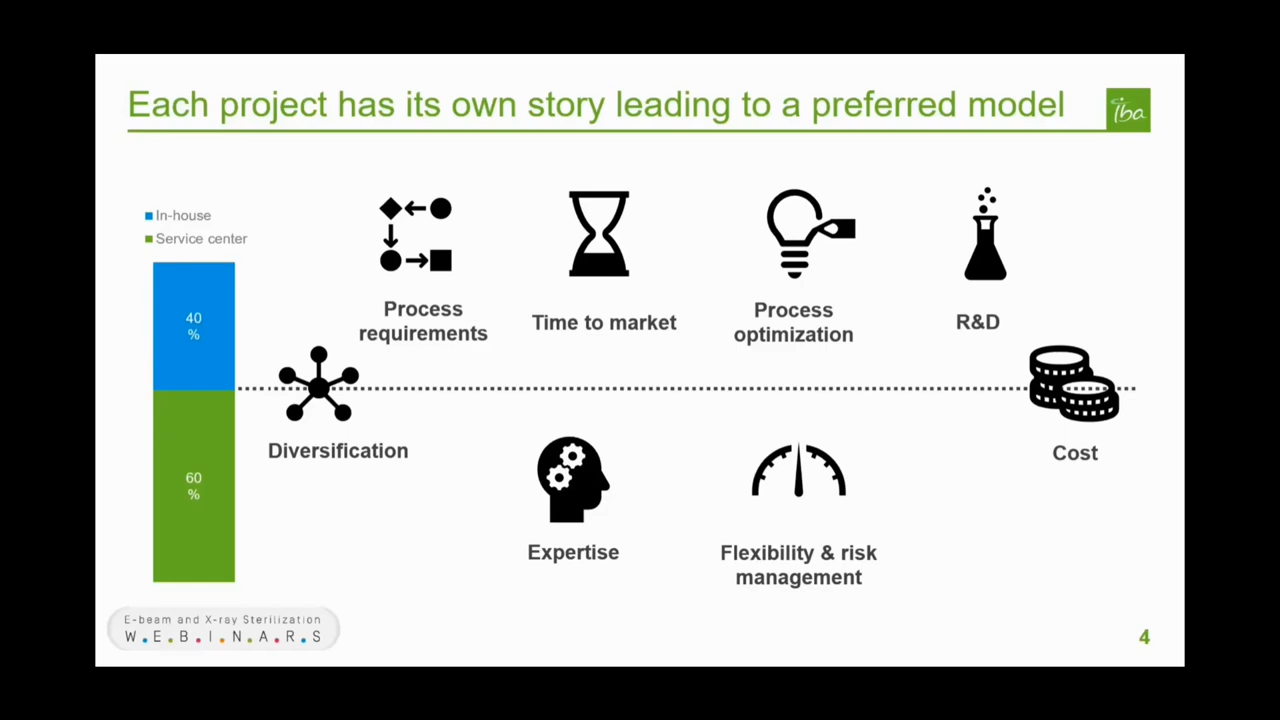 Each project has its own story leading to a preferred model
iba
In-house
Service center
40
%
60
%
Process
requirements
Time to market
Process
optimization
R&D
Diversification
Cost
Expertise
Flexibility & risk
management
E-beam and X-ray Sterilization
W.E.B.I.N.A.R.S
4